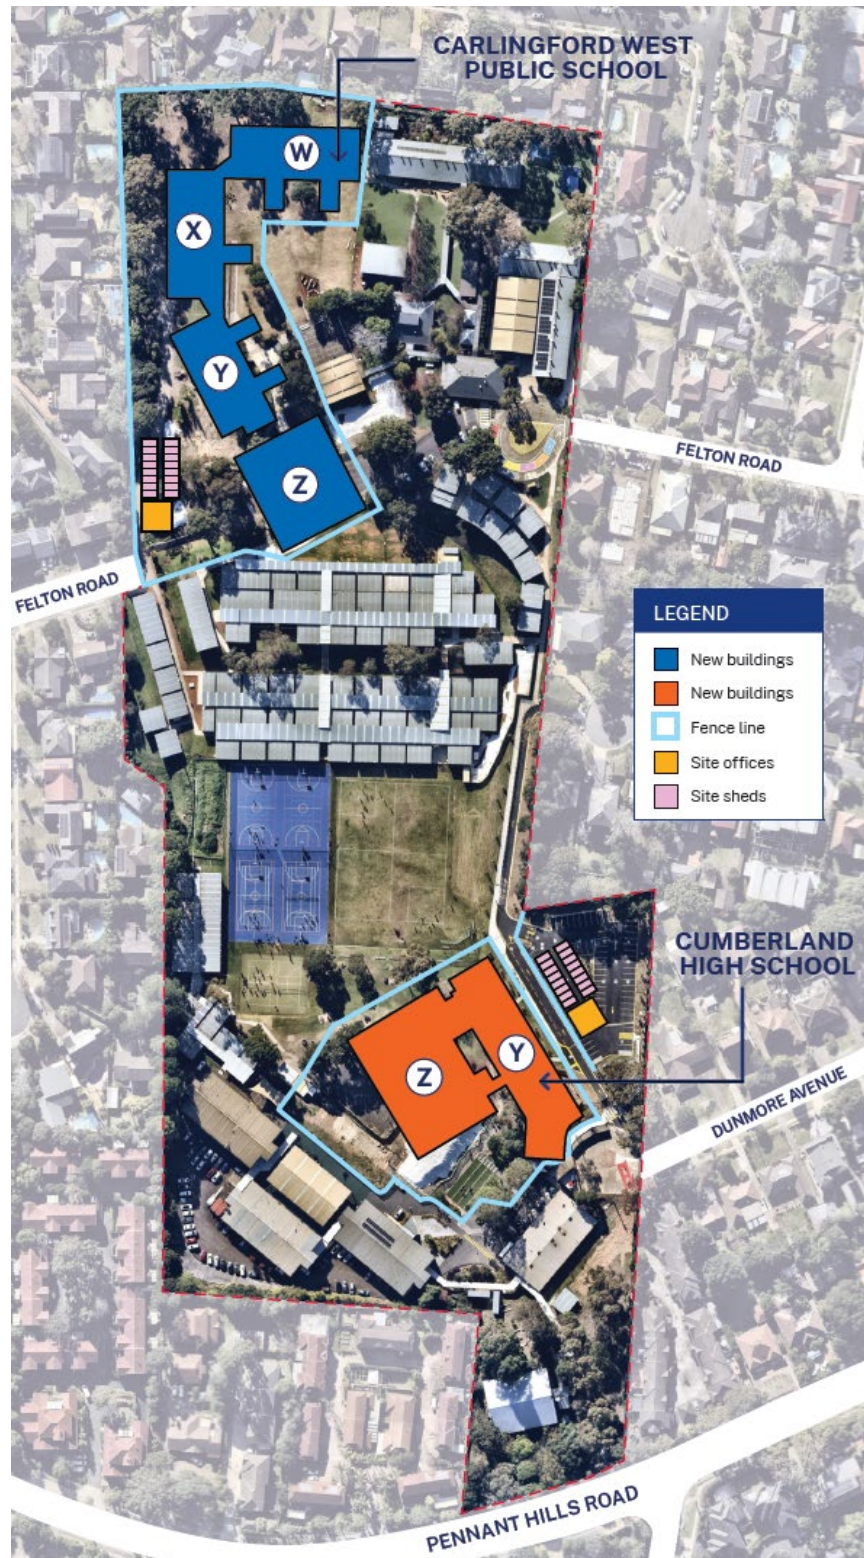 CARLINGFORD WEST
PUBLIC SCHOOL
W
X
Y
Z
FELTON ROAD
FELTON ROAD
LEGEND
New buildings
New buildings
Fence line
Site offices
Site sheds
CUMBERLAND
HIGH SCHOOL
Y
Z
DUNMORE AVENUE
PENNANT HILLS ROAD